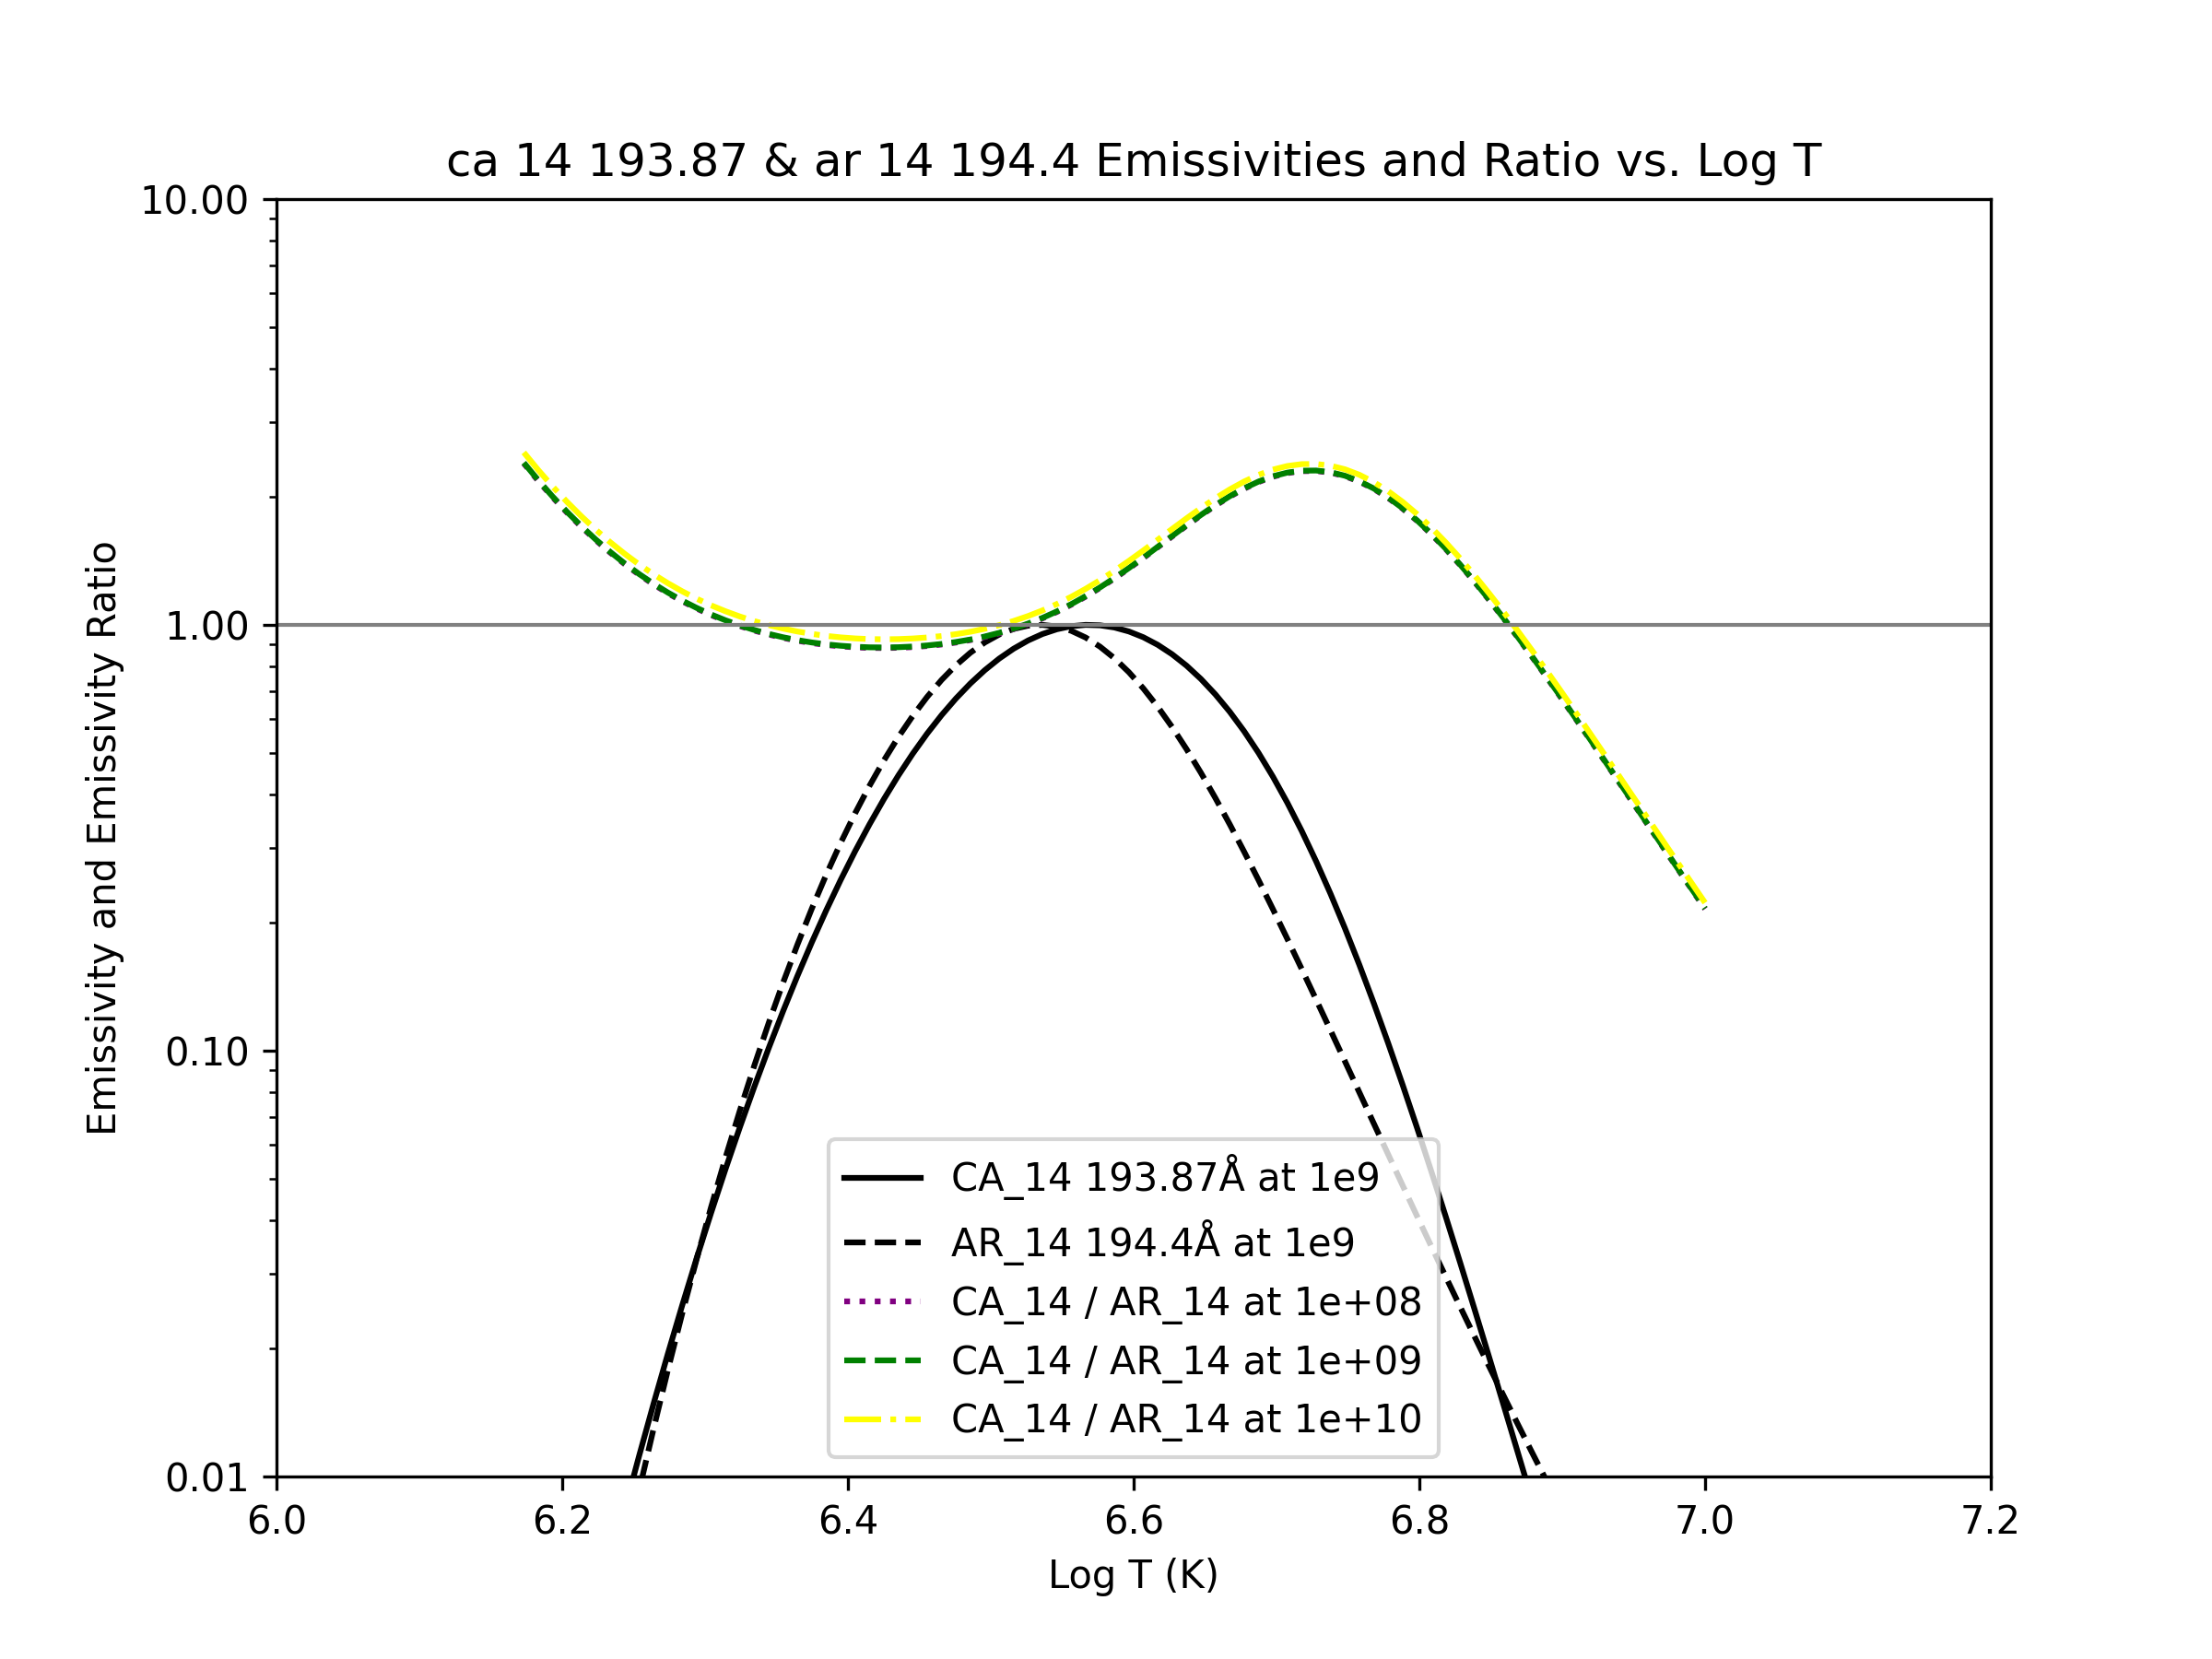 ca 14 193.87 & ar 14 194.4 Emissivities and Ratio vs. Log T
10.00
1.00
0.10
0.01
Emissivity and Emissivity Ratio
CA_14 193.87Å at 1e9
AR_14 194.4Å at 1e9
CA_14 / AR_14 at 1e+08
CA_14 / AR_14 at 1e+09
CA_14 / AR_14 at 1e+10
6.0 6.2 6.4 6.6 6.8 7.0 7.2
Log T (K)